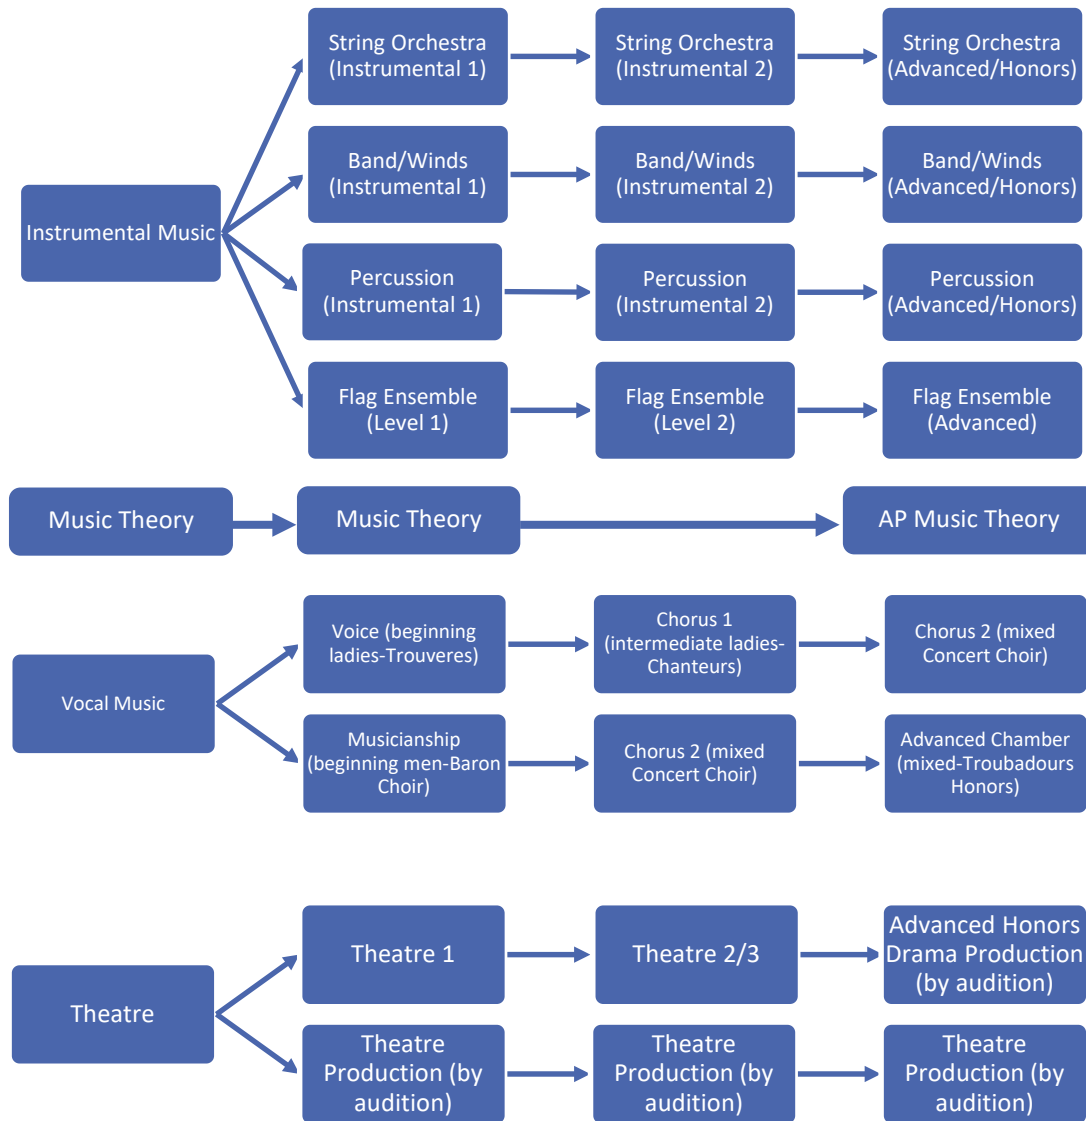 String Orchestra
(Instrumental 1)
String Orchestra
(Instrumental 2)
String Orchestra
(Advanced/Honors)
Instrumental Music
Band/Winds
(Instrumental 1)
Band/Winds
(Instrumental 2)
Band/Winds
(Advanced/Honors)
Percussion
(Instrumental 1)
Percussion
(Instrumental 2)
Percussion
(Advanced/Honors)
Flag Ensemble
(Level 1)
Flag Ensemble
(Level 2)
Flag Ensemble
(Advanced)
Music Theory
Music Theory
AP Music Theory
Vocal Music
Voice (beginning
ladies-Trouveres)
Chorus 1
(intermediate ladies-
Chanteurs)
Chorus 2 (mixed
Concert Choir)
Musicianship
(beginning men-Baron
Choir)
Chorus 2 (mixed
Concert Choir)
Advanced Chamber
(mixed-Troubadours
Honors)
Theatre
Theatre 1
Theatre 2/3
Advanced Honors
Drama Production
(by audition)
Theatre
Production (by
audition)
Theatre
Production (by
audition)
Theatre
Production (by
audition)